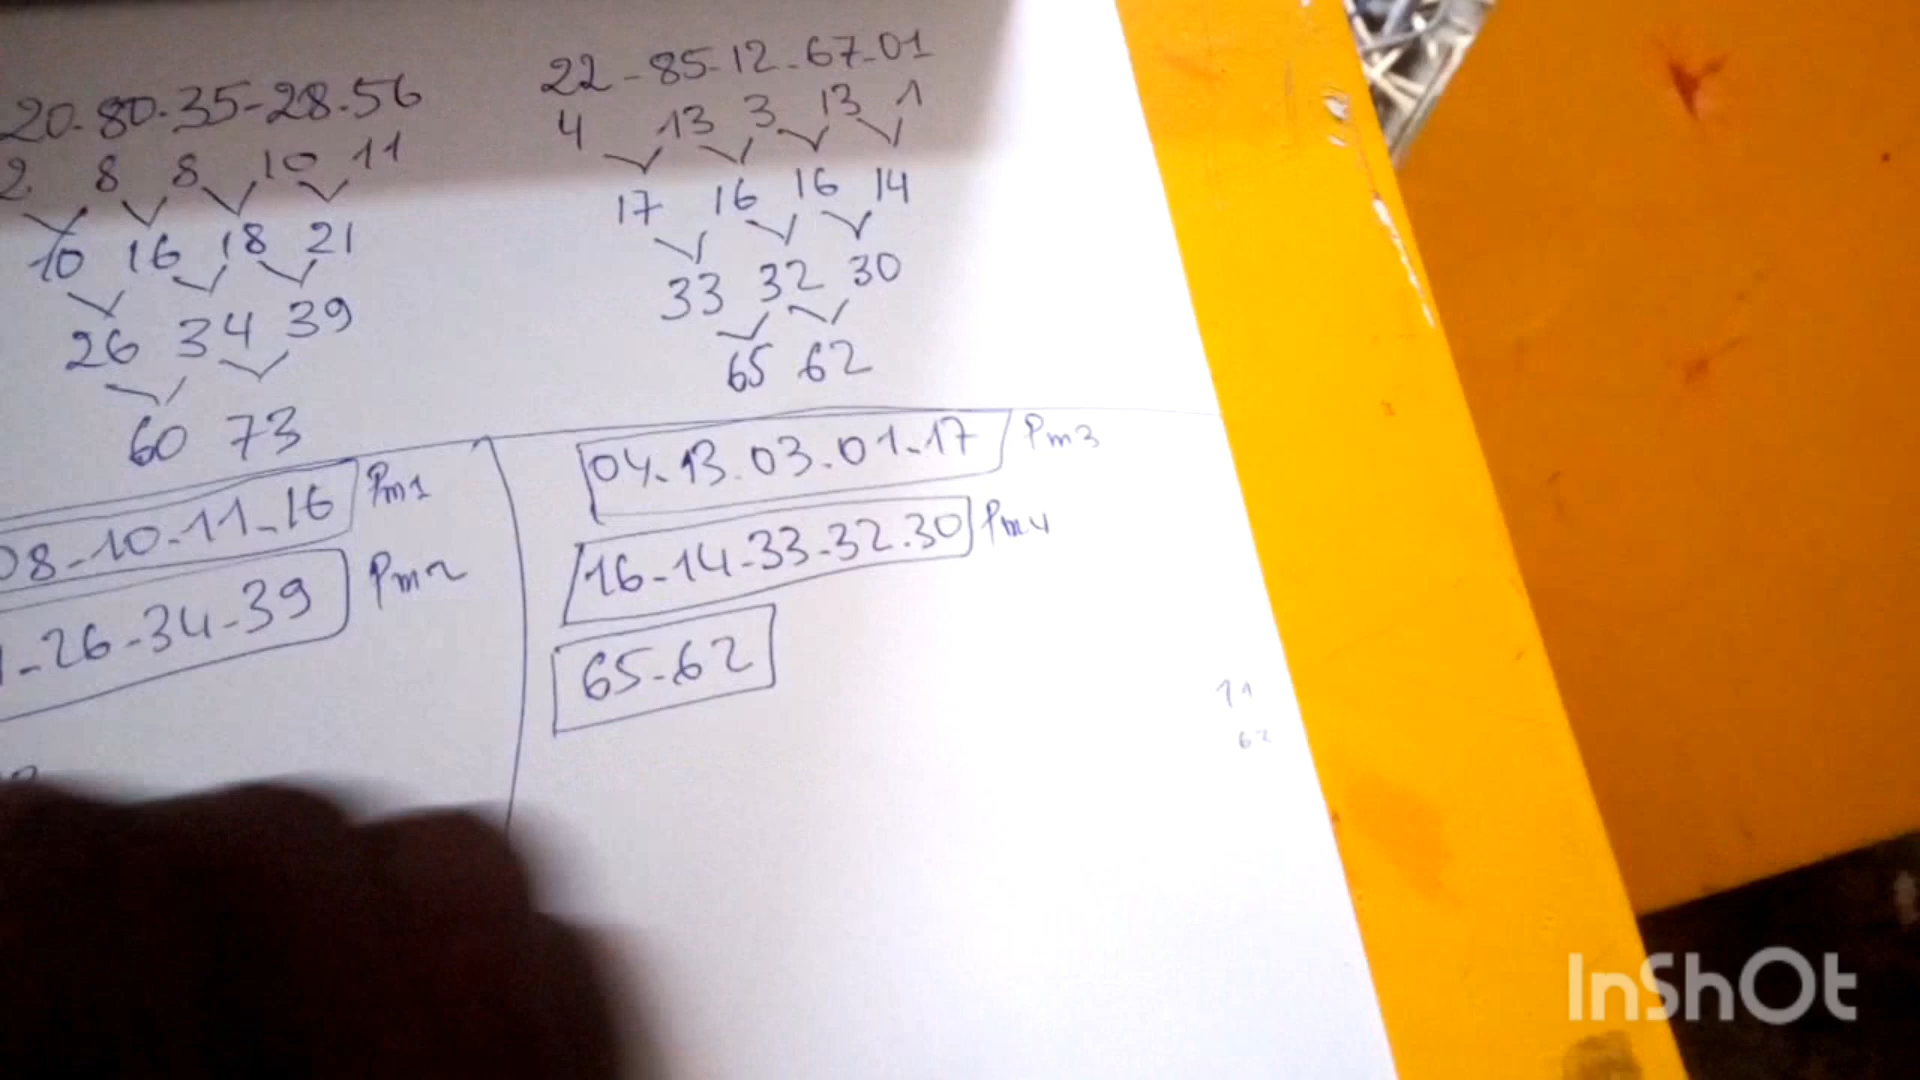 20.80.35-28.56
2 8 8 10 11
10 16 18 21
26 34 39
60 73
08-10-11-16 Pm1
-26-34-39 Pm2
22-85-12-67-01
4 13 3 13 1
17 16 16 14
33 32 30
65 62
04-13.03.01-17 Pm3
16-14-33-32.30 Pm4
65-62
11
62
InShOt